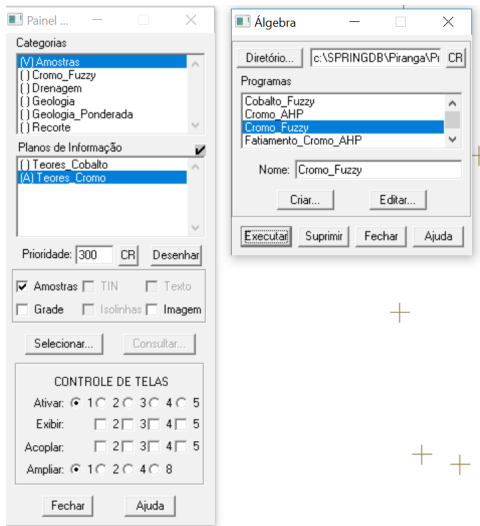 Painel ...
Categorias
(V) Amostras
( ) Cromo_Fuzzy
( ) Drenagem
( ) Geologia
( ) Geologia_Ponderada
( ) Recorte
Planos de Informação
( ) Teores_Cobalto
(A) Teores_Cromo
Prioridade: 300 CR Desenhar
Amostras TIN Texto
Grade Isolinhas Imagem
Selecionar... Consultar...
CONTROLE DE TELAS
Ativar: 1 2 3 4 5
Exibir: 2 3 4 5
Acoplar: 2 3 4 5
Ampliar: 1 2 4 8
Fechar Ajuda
Álgebra
Diretório... c:\SPRINGDB\Piranga\Pr CR
Programas
Cobalto_Fuzzy
Cromo_AHP
Cromo_Fuzzy
Fatiamento_Cromo_AHP
Nome: Cromo_Fuzzy
Criar... Editar...
Executar Suprimir Fechar Ajuda